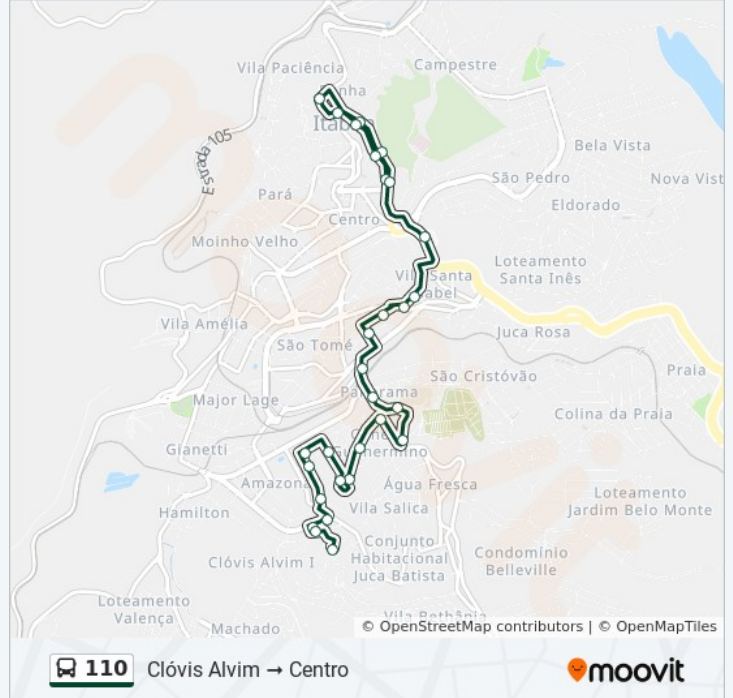 Vila Paciência
Campestre
Estrada 105
Bela Vista
São Pedro
Nova Vist
Pará
Eldorado
Centro
Moinho Velho
Loteamento
Santa Inês
Vila Amélia
Juca Rosa
São Tomé
Praia
São Cristóvão
Major Lage
Colina da Praia
Gianetti
Água Fresca
Loteamento
Jardim Belo Monte
Vila Salica
Hamilton
Conjunto
Habitacional
Juca Batista
Condomínio
Belleville
Clóvis Alvim I
Loteamento
Valença
Machado
© OpenStreetMap contributors | © OpenMapTiles
110 Clóvis Alvim → Centro
moovit